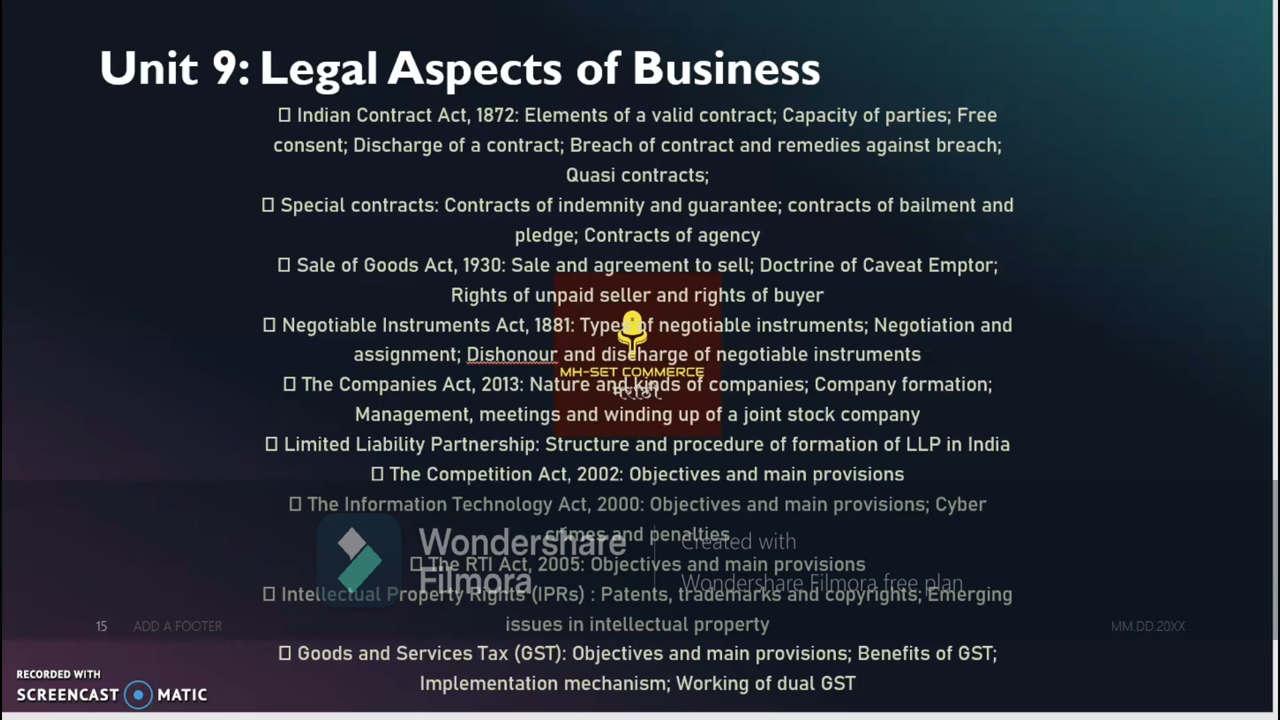 Unit 9: Legal Aspects of Business
Indian Contract Act, 1872: Elements of a valid contract; Capacity of parties; Free
consent; Discharge of a contract; Breach of contract and remedies against breach;
Quasi contracts;
Special contracts: Contracts of indemnity and guarantee; contracts of bailment and
pledge; Contracts of agency
Sale of Goods Act, 1930: Sale and agreement to sell; Doctrine of Caveat Emptor;
Rights of unpaid seller and rights of buyer
Negotiable Instruments Act, 1881: Types of negotiable instruments; Negotiation and
assignment; Dishonour and discharge of negotiable instruments
MH-SET COMMERCE
मराठी
The Companies Act, 2013: Nature and kinds of companies; Company formation;
Management, meetings and winding up of a joint stock company
Limited Liability Partnership: Structure and procedure of formation of LLP in India
The Competition Act, 2002: Objectives and main provisions
The Information Technology Act, 2000: Objectives and main provisions; Cyber
crimes and penalties
Wondershare
Filmora
Created with
Wondershare Filmora free plan
The RTI Act, 2005: Objectives and main provisions
Intellectual Property Rights (IPRs) : Patents, trademarks and copyrights; Emerging
issues in intellectual property
15 ADD A FOOTER MM.DD.20XX
Goods and Services Tax (GST): Objectives and main provisions; Benefits of GST;
Implementation mechanism; Working of dual GST
RECORDED WITH
SCREENCAST MATIC